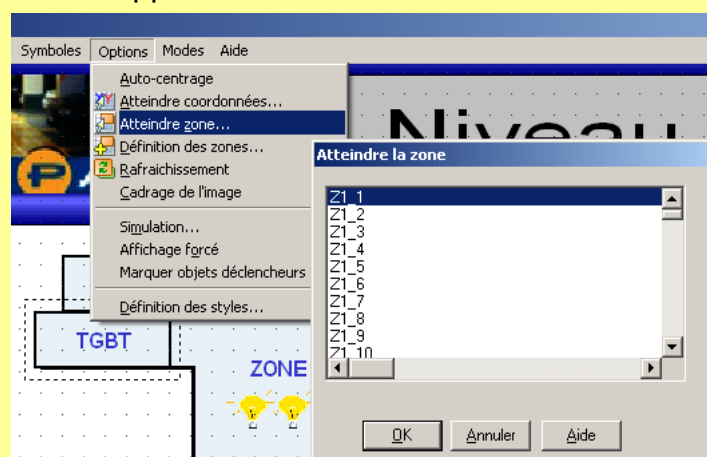 Symboles Options Modes Aide
Auto-centrage
Atteindre coordonnées...
Atteindre zone...
Définition des zones...
Rafraichissement
Cadrage de l'image
Simulation...
Affichage forcé
Marquer objets déclencheurs
Définition des styles...
Niveau
Atteindre la zone
Z1_1
Z1_2
Z1_3
Z1_4
Z1_5
Z1_6
Z1_7
Z1_8
Z1_9
Z1_10
OK Annuler Aide
P
TGBT
ZONE